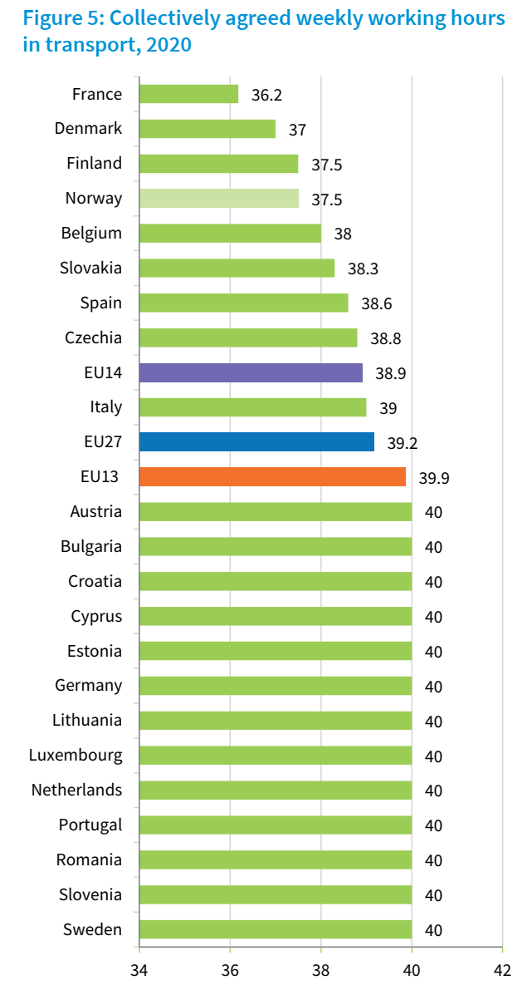 Figure 5: Collectively agreed weekly working hours
in transport, 2020
France 36.2
Denmark 37
Finland 37.5
Norway 37.5
Belgium 38
Slovakia 38.3
Spain 38.6
Czechia 38.8
EU14 38.9
Italy 39
EU27 39.2
EU13 39.9
Austria 40
Bulgaria 40
Croatia 40
Cyprus 40
Estonia 40
Germany 40
Lithuania 40
Luxembourg 40
Netherlands 40
Portugal 40
Romania 40
Slovenia 40
Sweden 40
34 36 38 40 42